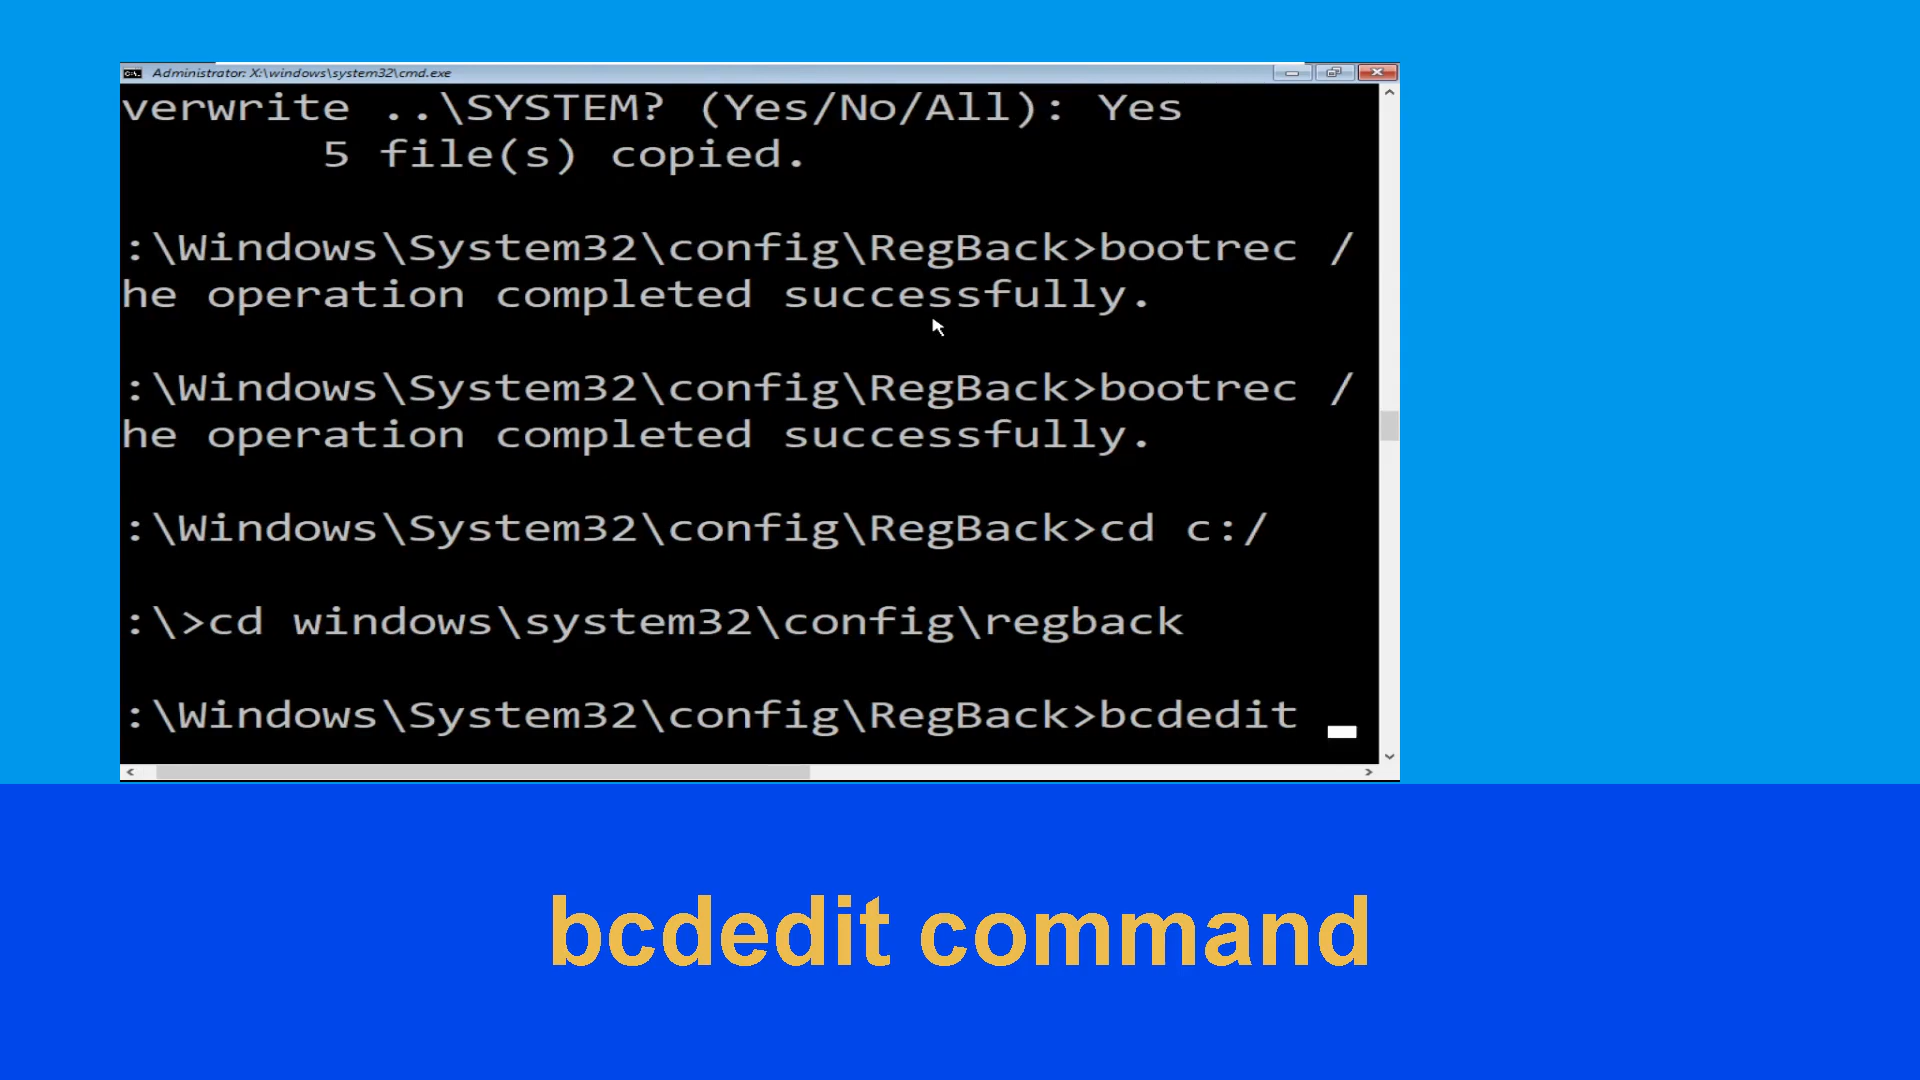 Administrator: X:\windows\system32\cmd.exe
verwrite ..\SYSTEM? (Yes/No/All): Yes
5 file(s) copied.
:\Windows\System32\config\RegBack>bootrec /
he operation completed successfully.
:\Windows\System32\config\RegBack>bootrec /
he operation completed successfully.
:\Windows\System32\config\RegBack>cd c:/
:\>cd windows\system32\config\regback
:\Windows\System32\config\RegBack>bcdedit
bcdedit command